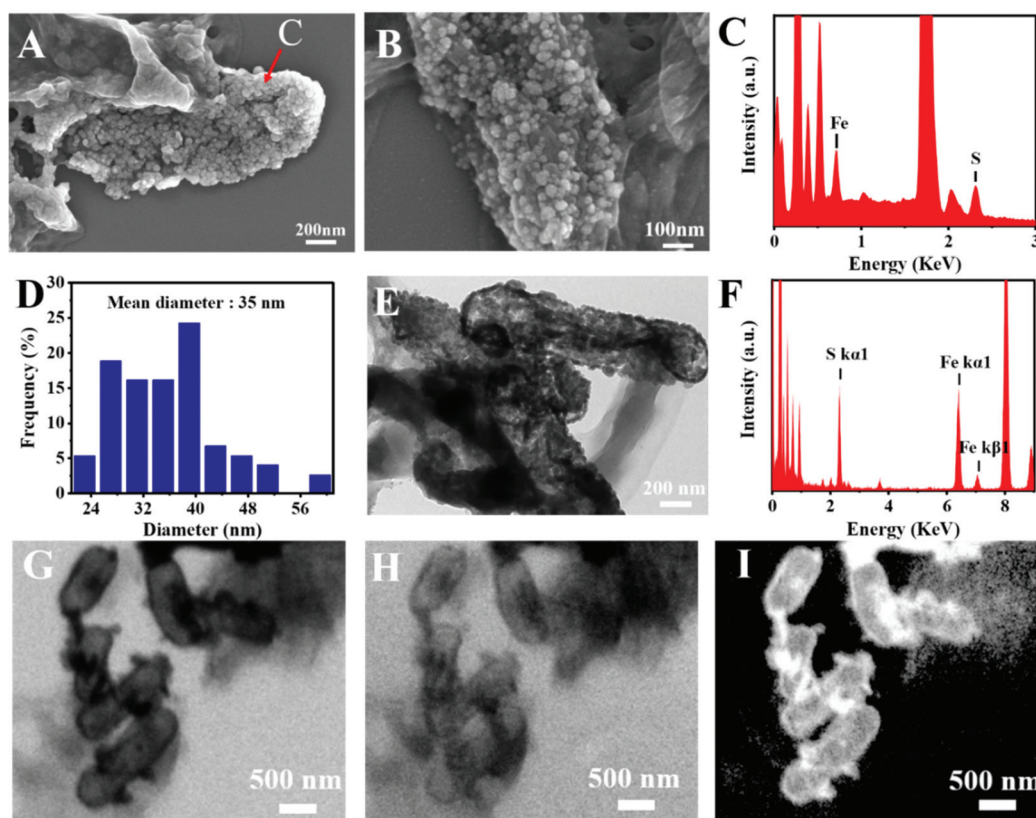 A
C
200nm
B
100nm
C
Intensity (a.u.)
Fe
S
0 1 2 3
Energy (KeV)
D
Mean diameter : 35 nm
Frequency (%)
30
25
20
15
10
5
0
24 32 40 48 56
Diameter (nm)
E
200 nm
F
Intensity (a.u.)
S kα1
Fe kα1
Fe kβ1
0 2 4 6 8
Energy (KeV)
G
500 nm
H
500 nm
I
500 nm